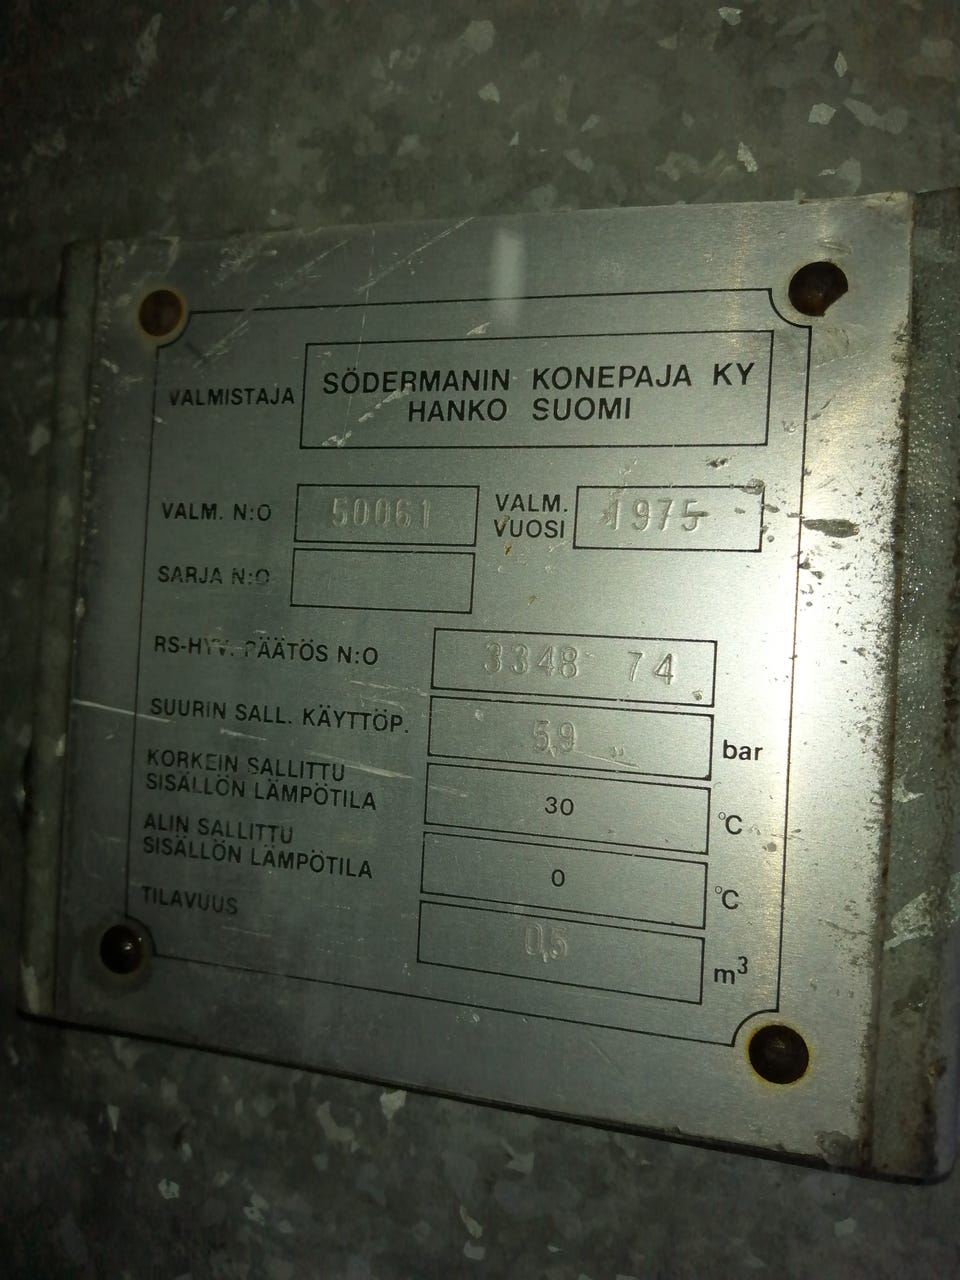 VALMISTAJA
SÖDERMANIN KONEPAJA KY
HANKO SUOMI
VALM. N:O 50061
VALM. VUOSI 1975
SARJA N:O
RS-HYV. PÄÄTÖS N:O 3348 74
SUURIN SALL. KÄYTTÖP. 5,9 bar
KORKEIN SALLITTU
SISÄLLÖN LÄMPÖTILA 30 °C
ALIN SALLITTU
SISÄLLÖN LÄMPÖTILA 0 °C
TILAVUUS 0,5 m³